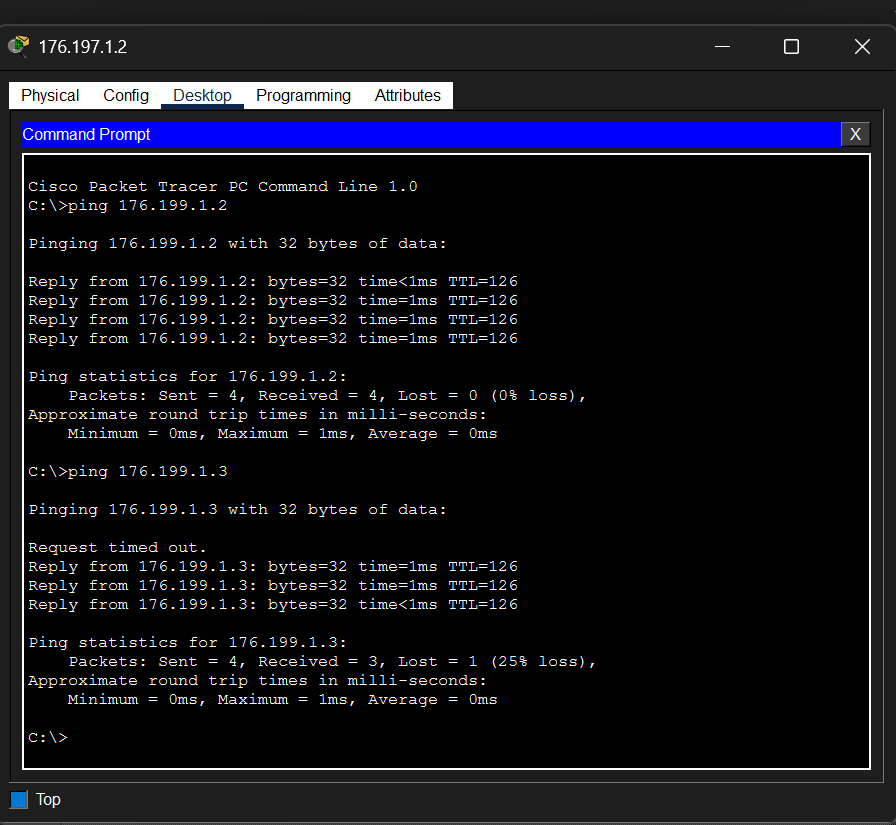 176.197.1.2
Physical Config Desktop Programming Attributes
Command Prompt X
Cisco Packet Tracer PC Command Line 1.0
C:\>ping 176.199.1.2
Pinging 176.199.1.2 with 32 bytes of data:
Reply from 176.199.1.2: bytes=32 time<1ms TTL=126
Reply from 176.199.1.2: bytes=32 time=1ms TTL=126
Reply from 176.199.1.2: bytes=32 time=1ms TTL=126
Reply from 176.199.1.2: bytes=32 time=1ms TTL=126
Ping statistics for 176.199.1.2:
Packets: Sent = 4, Received = 4, Lost = 0 (0% loss),
Approximate round trip times in milli-seconds:
Minimum = 0ms, Maximum = 1ms, Average = 0ms
C:\>ping 176.199.1.3
Pinging 176.199.1.3 with 32 bytes of data:
Request timed out.
Reply from 176.199.1.3: bytes=32 time=1ms TTL=126
Reply from 176.199.1.3: bytes=32 time=1ms TTL=126
Reply from 176.199.1.3: bytes=32 time<1ms TTL=126
Ping statistics for 176.199.1.3:
Packets: Sent = 4, Received = 3, Lost = 1 (25% loss),
Approximate round trip times in milli-seconds:
Minimum = 0ms, Maximum = 1ms, Average = 0ms
C:\>
Top